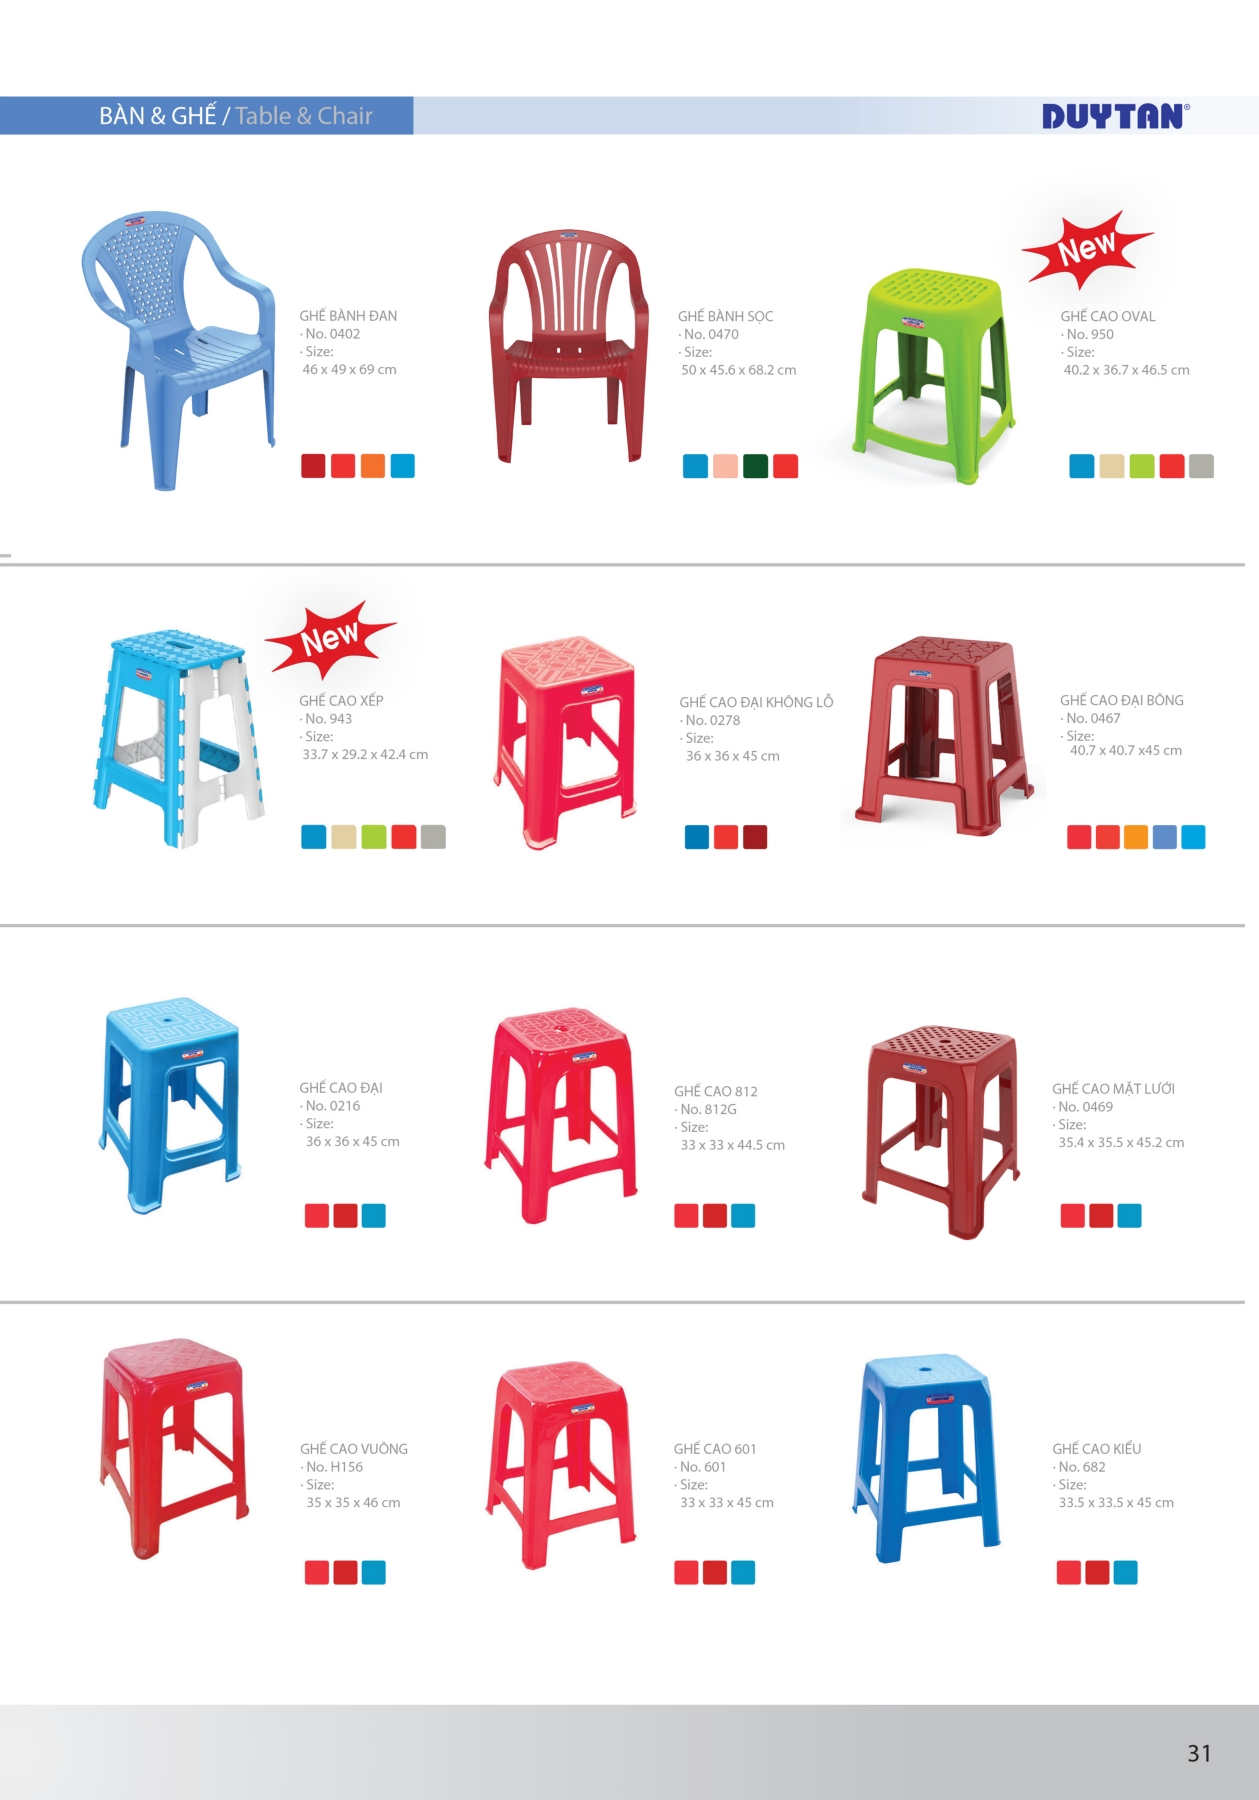 BÀN & GHẾ / Table & Chair
DUYTAN®
GHẾ BÀNH ĐAN
· No. 0402
· Size:
46 x 49 x 69 cm
GHẾ BÀNH SỌC
· No. 0470
· Size:
50 x 45.6 x 68.2 cm
New
GHẾ CAO OVAL
· No. 950
· Size:
40.2 x 36.7 x 46.5 cm
New
GHẾ CAO XẾP
· No. 943
· Size:
33.7 x 29.2 x 42.4 cm
GHẾ CAO ĐẠI KHÔNG LỖ
· No. 0278
· Size:
36 x 36 x 45 cm
GHẾ CAO ĐẠI BÔNG
· No. 0467
· Size:
40.7 x 40.7 x45 cm
GHẾ CAO ĐẠI
· No. 0216
· Size:
36 x 36 x 45 cm
GHẾ CAO 812
· No. 812G
· Size:
33 x 33 x 44.5 cm
GHẾ CAO MẶT LƯỚI
· No. 0469
· Size:
35.4 x 35.5 x 45.2 cm
GHẾ CAO VUÔNG
· No. H156
· Size:
35 x 35 x 46 cm
GHẾ CAO 601
· No. 601
· Size:
33 x 33 x 45 cm
GHẾ CAO KIỂU
· No. 682
· Size:
33.5 x 33.5 x 45 cm
31